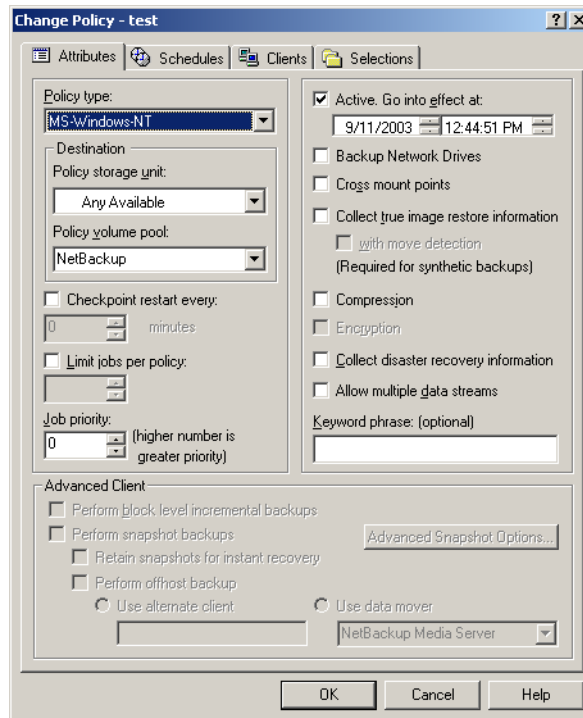 Change Policy - test
Attributes
Schedules
Clients
Selections
Policy type:
MS-Windows-NT
Destination
Policy storage unit:
Any Available
Policy volume pool:
NetBackup
Checkpoint restart every:
0 minutes
Limit jobs per policy:
Job priority:
0 (higher number is
greater priority)
Active. Go into effect at:
9/11/2003 12:44:51 PM
Backup Network Drives
Cross mount points
Collect true image restore information
with move detection
(Required for synthetic backups)
Compression
Encryption
Collect disaster recovery information
Allow multiple data streams
Keyword phrase: (optional)
Advanced Client
Perform block level incremental backups
Perform snapshot backups
Advanced Snapshot Options...
Retain snapshots for instant recovery
Perform offhost backup
Use alternate client
Use data mover
NetBackup Media Server
OK
Cancel
Help